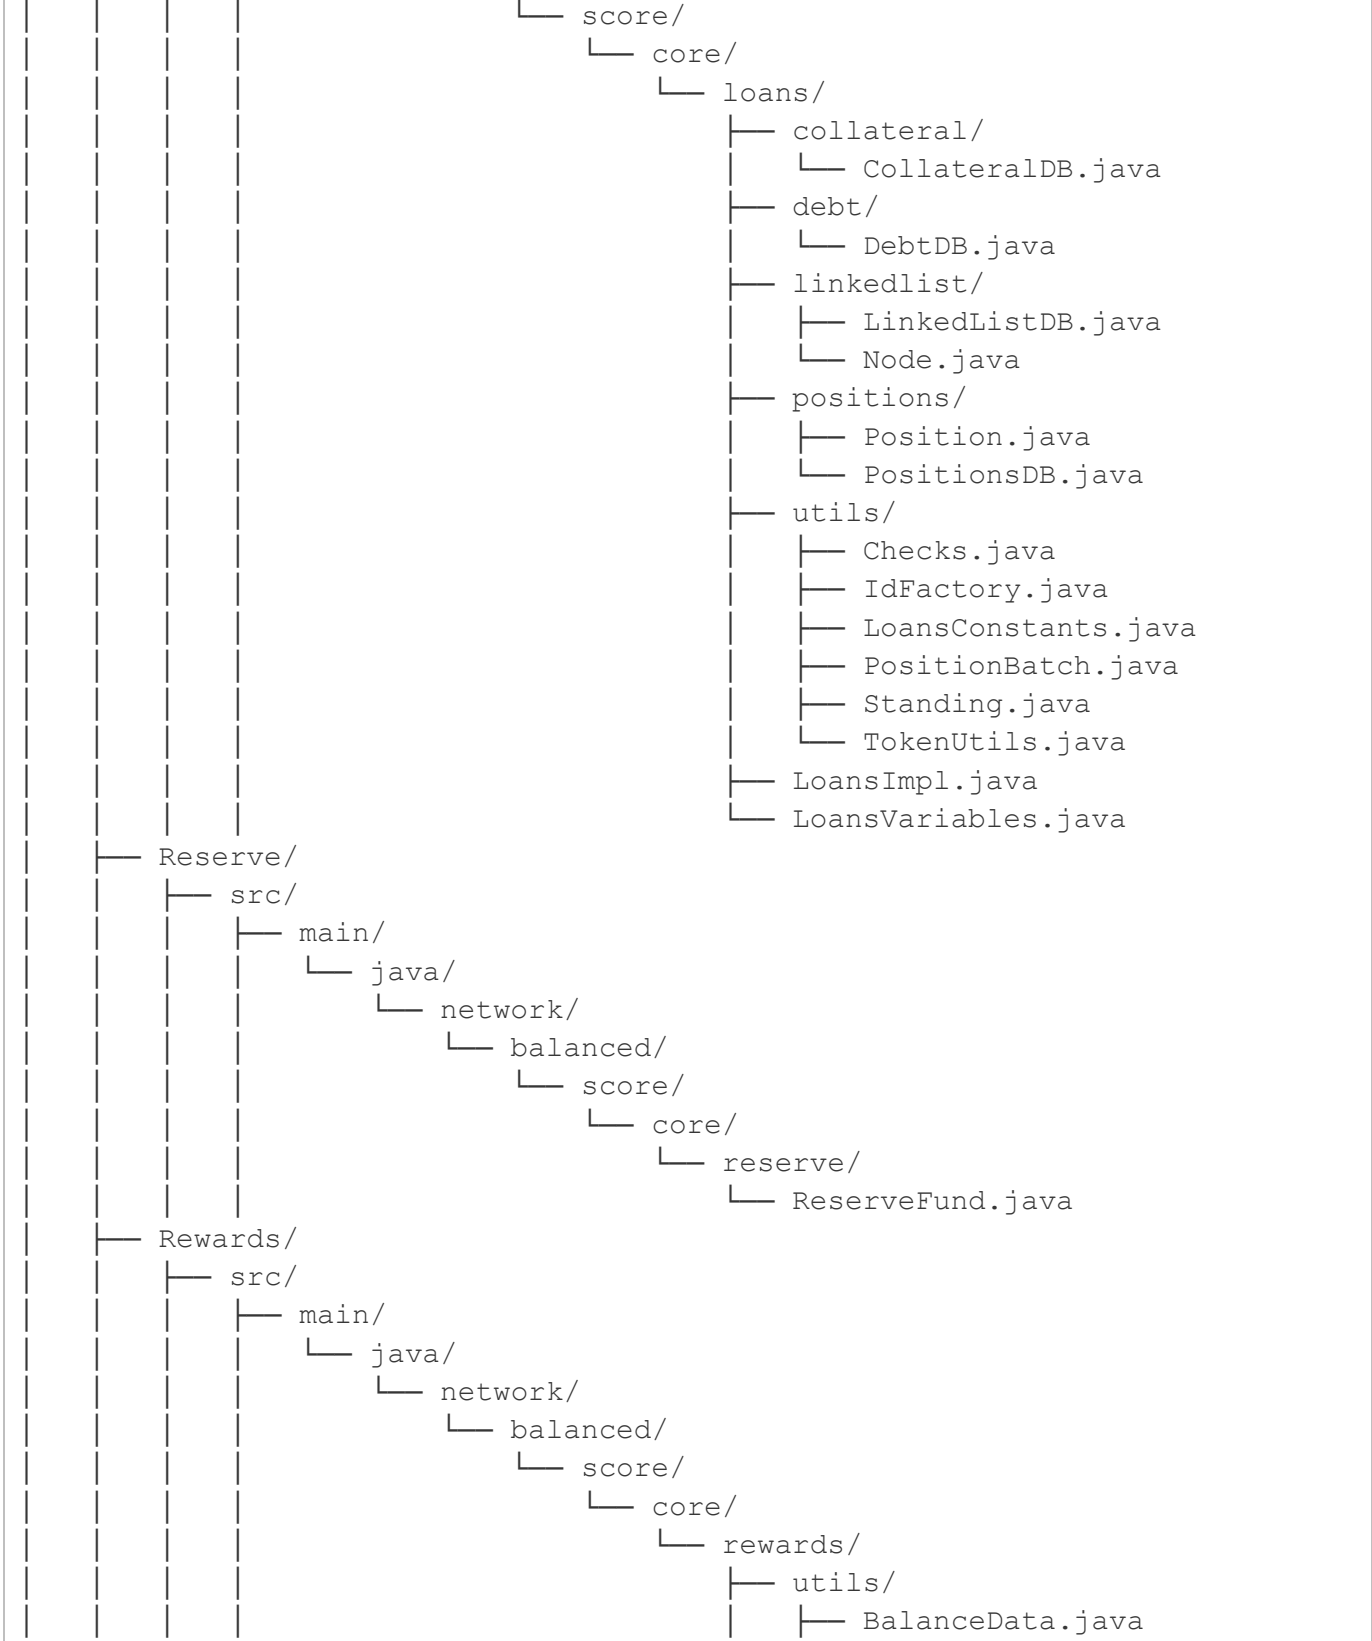 │   │   │   │               └── score/
│   │   │   │                   └── core/
│   │   │   │                       └── loans/
│   │   │   │                           ├── collateral/
│   │   │   │                           │   └── CollateralDB.java
│   │   │   │                           ├── debt/
│   │   │   │                           │   └── DebtDB.java
│   │   │   │                           ├── linkedlist/
│   │   │   │                           │   ├── LinkedListDB.java
│   │   │   │                           │   └── Node.java
│   │   │   │                           ├── positions/
│   │   │   │                           │   ├── Position.java
│   │   │   │                           │   └── PositionsDB.java
│   │   │   │                           ├── utils/
│   │   │   │                           │   ├── Checks.java
│   │   │   │                           │   ├── IdFactory.java
│   │   │   │                           │   ├── LoansConstants.java
│   │   │   │                           │   ├── PositionBatch.java
│   │   │   │                           │   ├── Standing.java
│   │   │   │                           │   └── TokenUtils.java
│   │   │   │                           ├── LoansImpl.java
│   │   │   │                           └── LoansVariables.java
│   ├── Reserve/
│   │   ├── src/
│   │   │   ├── main/
│   │   │   │   └── java/
│   │   │   │       └── network/
│   │   │   │           └── balanced/
│   │   │   │               └── score/
│   │   │   │                   └── core/
│   │   │   │                       └── reserve/
│   │   │   │                           └── ReserveFund.java
│   ├── Rewards/
│   │   ├── src/
│   │   │   ├── main/
│   │   │   │   └── java/
│   │   │   │       └── network/
│   │   │   │           └── balanced/
│   │   │   │               └── score/
│   │   │   │                   └── core/
│   │   │   │                       └── rewards/
│   │   │   │                           ├── utils/
│   │   │   │                           │   ├── BalanceData.java